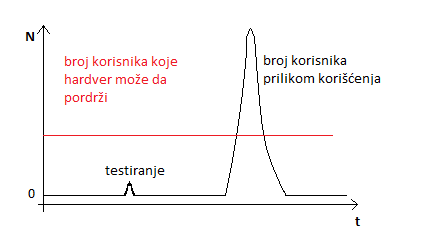 N
broj korisnika koje
hardver može da
pordrži
broj korisnika
prilikom korišćenja
testiranje
0
t